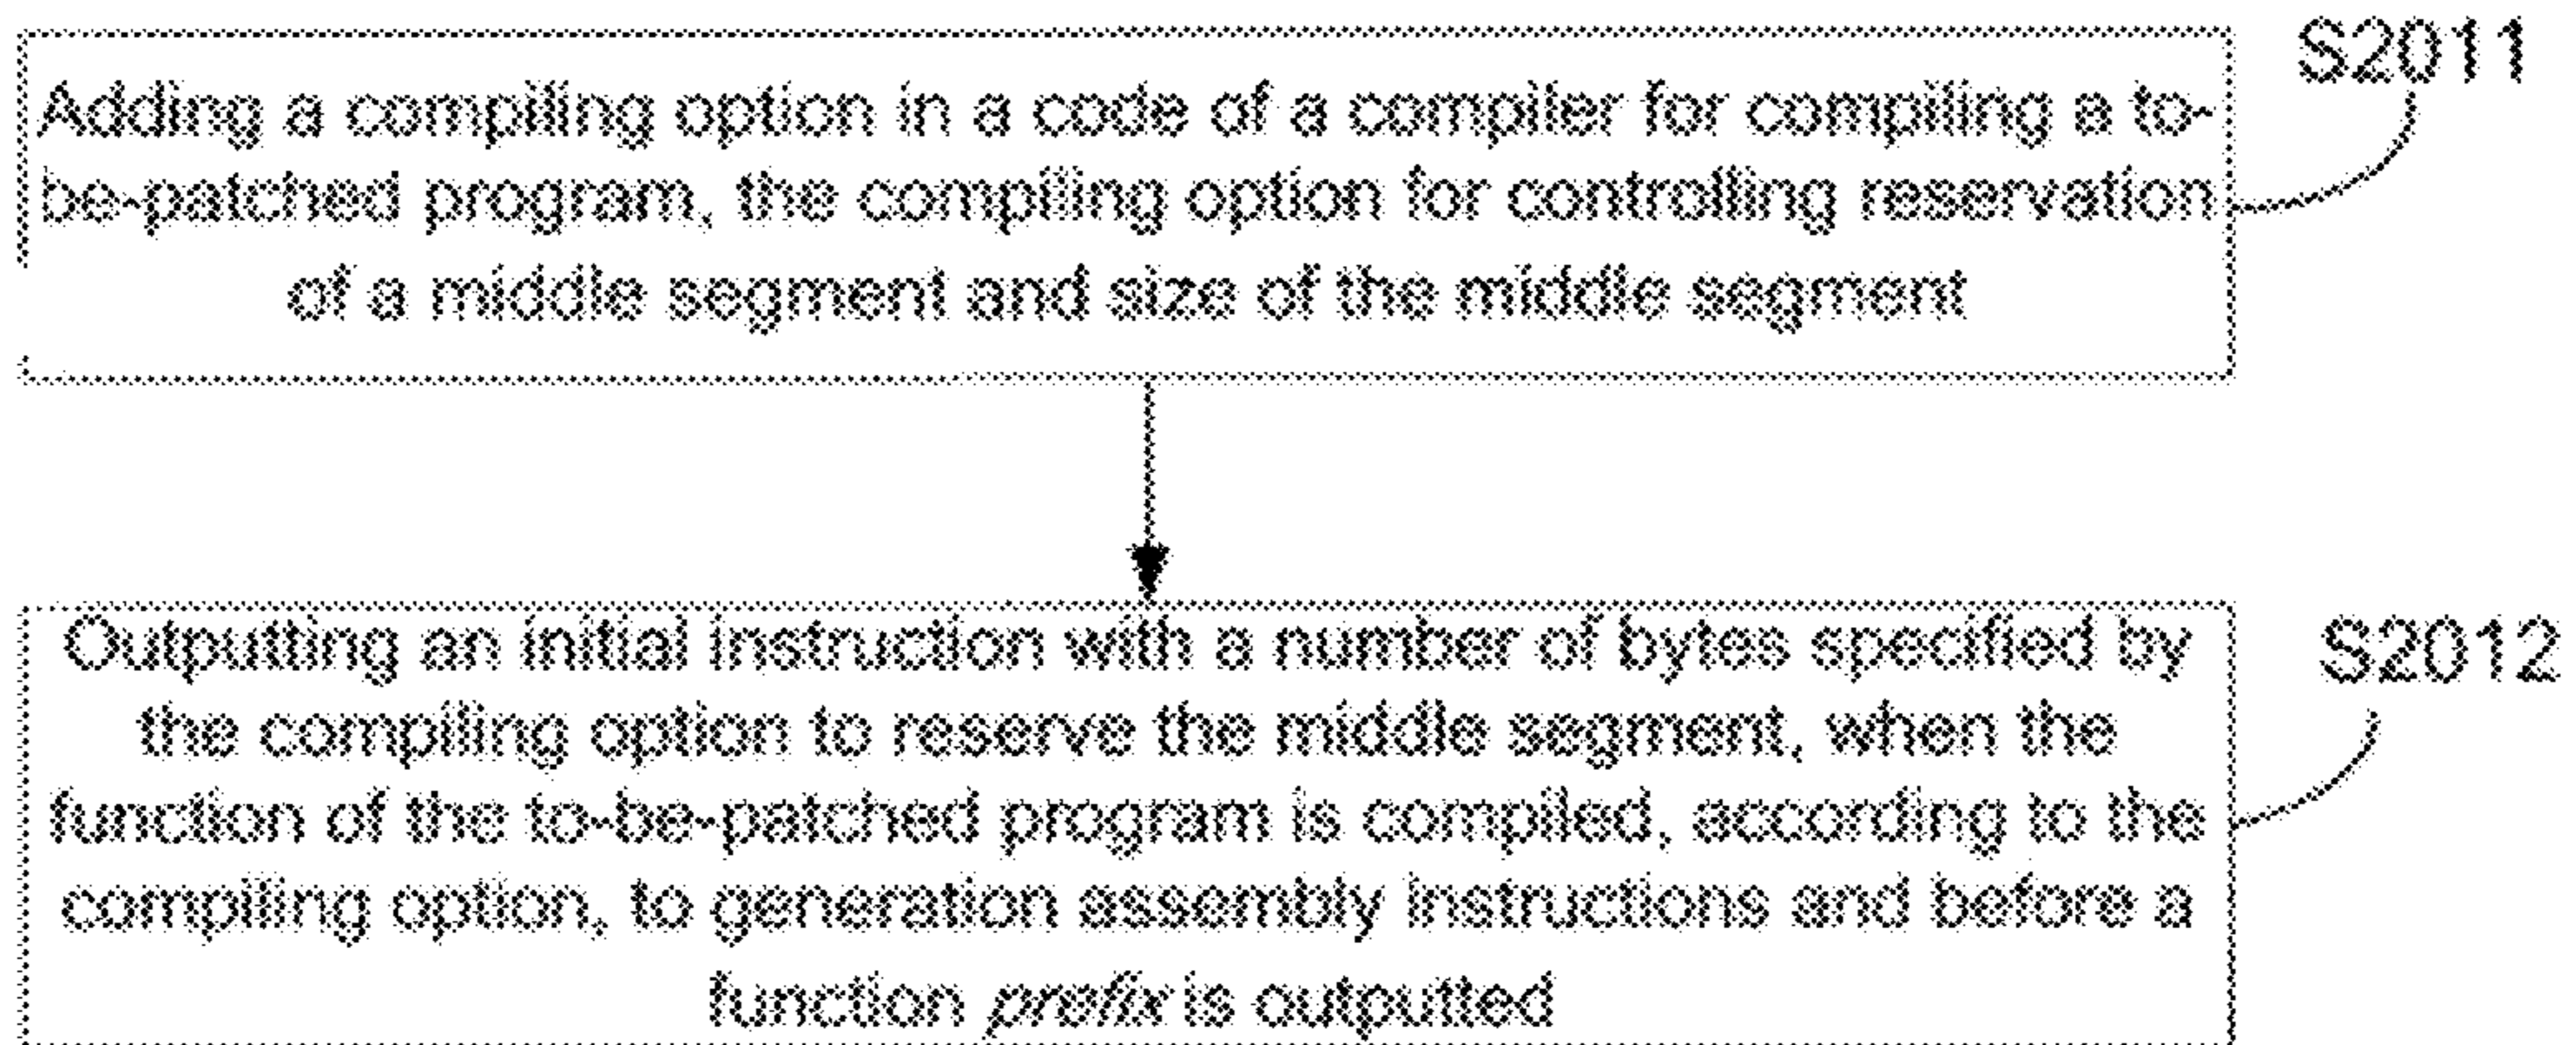 S2011
Adding a compiling option in a code of a compiler for compiling a to-
be-patched program, the compiling option for controlling reservation
of a middle segment and size of the middle segment
S2012
Outputting an initial instruction with a number of bytes specified by
the compiling option to reserve the middle segment, when the
function of the to-be-patched program is compiled, according to the
compiling option, to generation assembly instructions and before a
function prefix is outputted